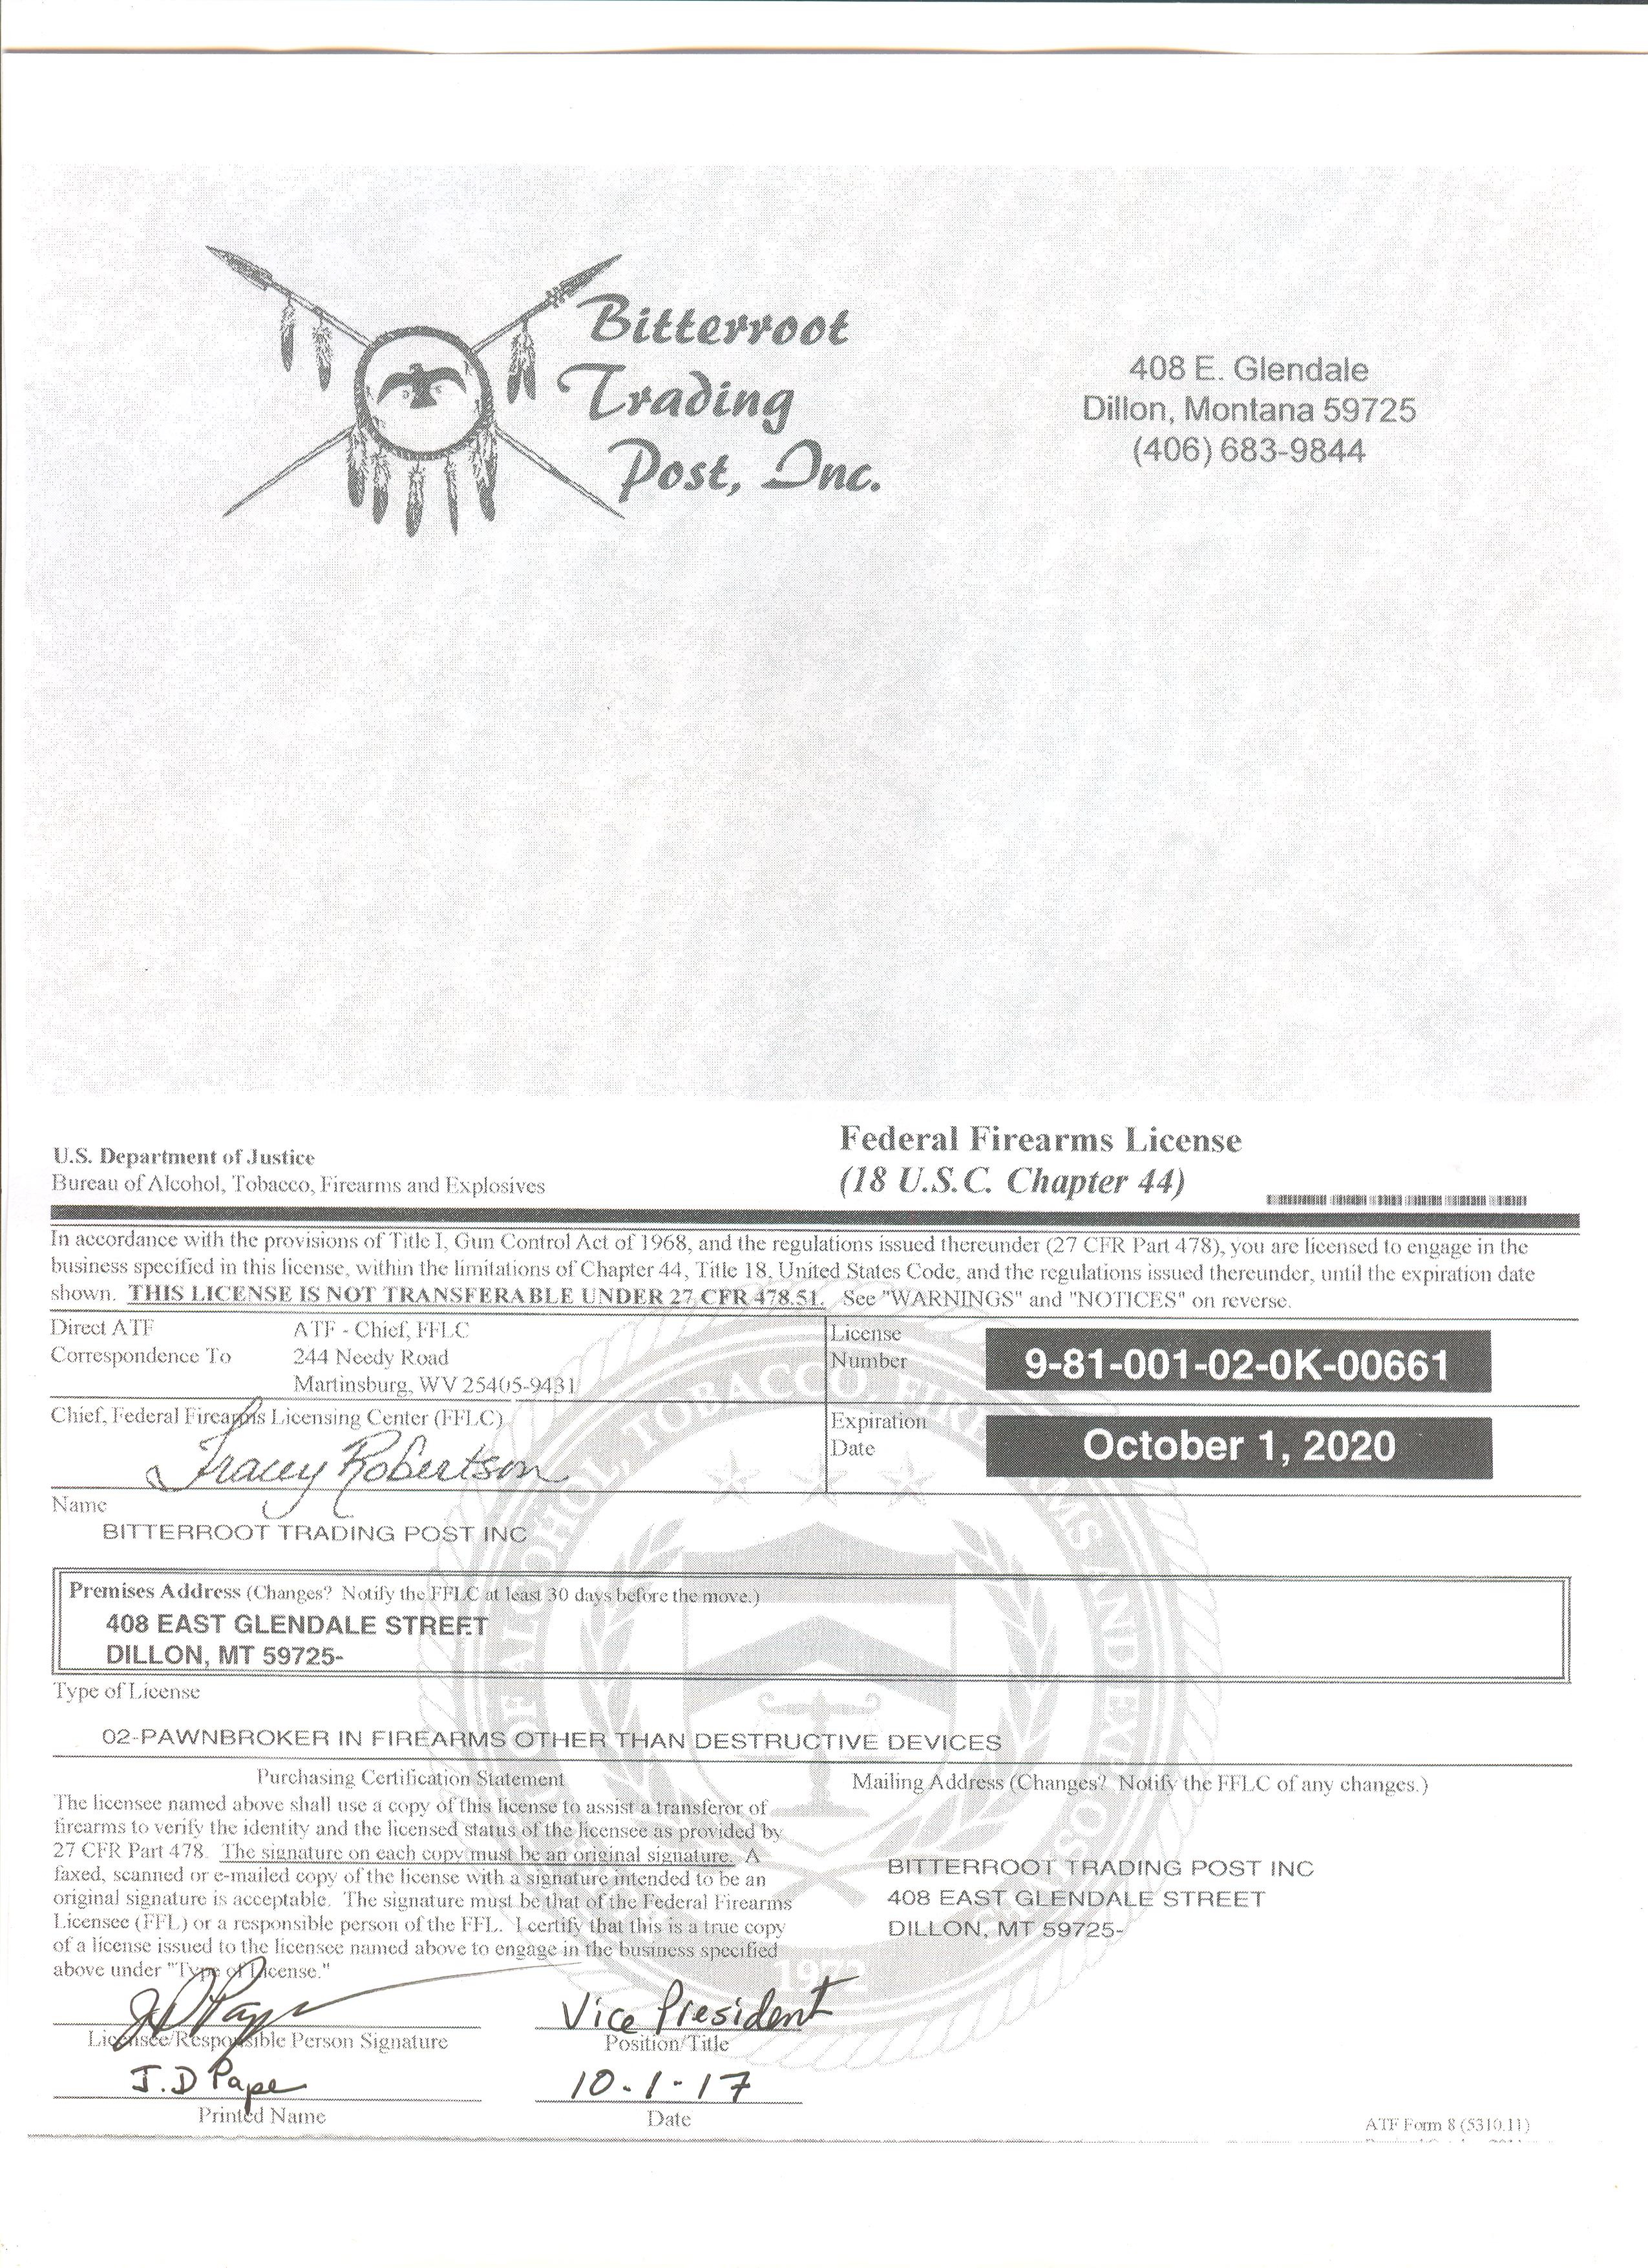 Bitterroot
Trading
Post, Inc.
408 E. Glendale
Dillon, Montana 59725
(406) 683-9844
U.S. Department of Justice
Bureau of Alcohol, Tobacco, Firearms and Explosives
Federal Firearms License
(18 U.S.C. Chapter 44)
In accordance with the provisions of Title I, Gun Control Act of 1968, and the regulations issued thereunder (27 CFR Part 478), you are licensed to engage in the
business specified in this license, within the limitations of Chapter 44, Title 18, United States Code, and the regulations issued thereunder, until the expiration date
shown. THIS LICENSE IS NOT TRANSFERABLE UNDER 27 CFR 478.51. See "WARNINGS" and "NOTICES" on reverse.
Direct ATF
Correspondence To
ATF - Chief, FFLC
244 Needy Road
Martinsburg, WV 25405-9431
License
Number
9-81-001-02-0K-00661
Chief, Federal Firearms Licensing Center (FFLC)
Tracey Robertson
Expiration
Date
October 1, 2020
Name
BITTERROOT TRADING POST INC
Premises Address (Changes? Notify the FFLC at least 30 days before the move.)
408 EAST GLENDALE STREET
DILLON, MT 59725-
Type of License
02-PAWNBROKER IN FIREARMS OTHER THAN DESTRUCTIVE DEVICES
Purchasing Certification Statement
The licensee named above shall use a copy of this license to assist a transferor of
firearms to verify the identity and the licensed status of the licensee as provided by
27 CFR Part 478. The signature on each copy must be an original signature. A
faxed, scanned or e-mailed copy of the license with a signature intended to be an
original signature is acceptable. The signature must be that of the Federal Firearms
Licensee (FFL) or a responsible person of the FFL. I certify that this is a true copy
of a license issued to the licensee named above to engage in the business specified
above under "Type of License."
Mailing Address (Changes? Notify the FFLC of any changes.)
BITTERROOT TRADING POST INC
408 EAST GLENDALE STREET
DILLON, MT 59725-
JD Pape
Vice President
Licensee/Responsible Person Signature
Position/Title
J.D Pape
10-1-17
Printed Name
Date
ATF Form 8 (5310.11)
OF ALCOHOL, TOBACCO, FIREARMS AND EXPLOSIVES
1972